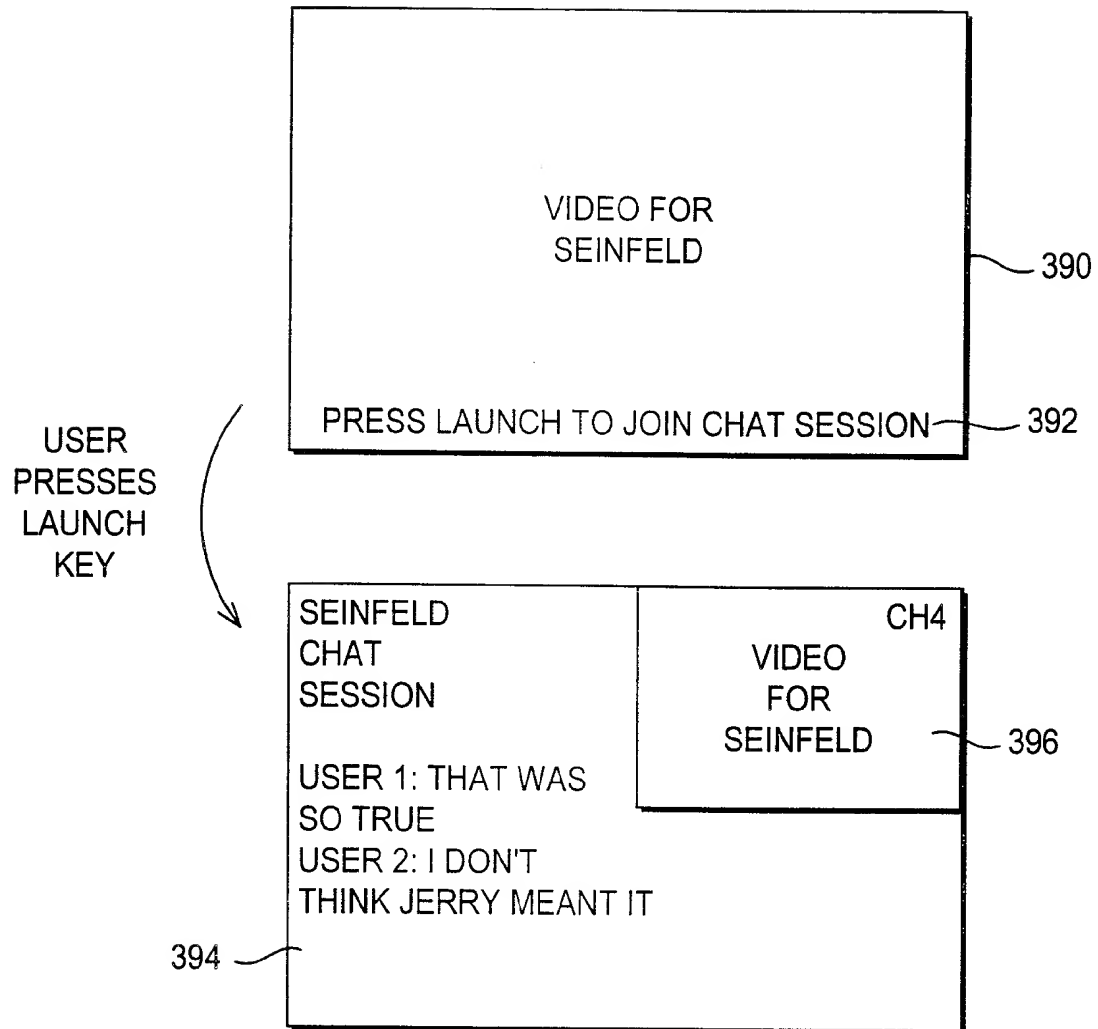 VIDEO FOR
SEINFELD
390
PRESS LAUNCH TO JOIN CHAT SESSION
392
USER
PRESSES
LAUNCH
KEY
SEINFELD
CHAT
SESSION
CH4
VIDEO
FOR
SEINFELD
396
USER 1: THAT WAS
SO TRUE
USER 2: I DON'T
THINK JERRY MEANT IT
394